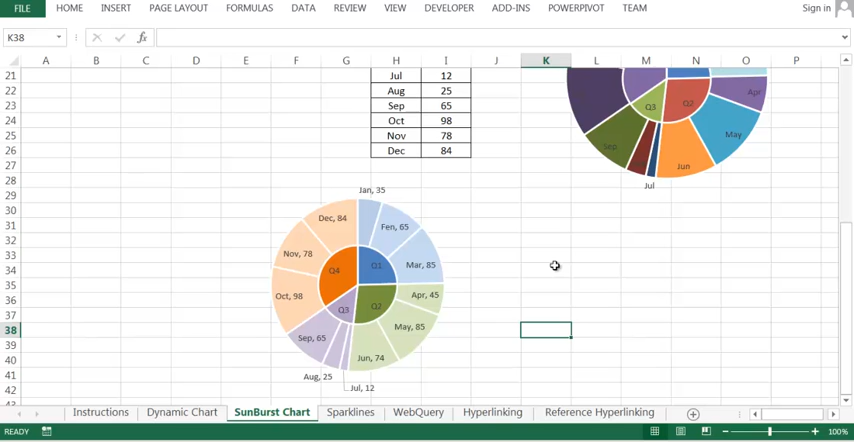 FILE HOME INSERT PAGE LAYOUT FORMULAS DATA REVIEW VIEW DEVELOPER ADD-INS POWERPIVOT TEAM Sign in
K38 fx
A B C D E F G H I J K L M N O P
21 Jul 12
22 Aug 25
23 Sep 65
24 Oct 98
25 Nov 78
26 Dec 84
27
28
29
30
31
32
33
34
35
36
37
38
39
40
41
42
43
Apr
Q3 Q2
May
Sep
Jun
Jul
Jan, 35
Dec, 84
Fen, 65
Nov, 78
Q4 Q1 Mar, 85
Oct, 98 Apr, 45
Q3 Q2
May, 85
Sep, 65
Jun, 74
Aug, 25
Jul, 12
Instructions Dynamic Chart SunBurst Chart Sparklines WebQuery Hyperlinking Reference Hyperlinking
READY 100%